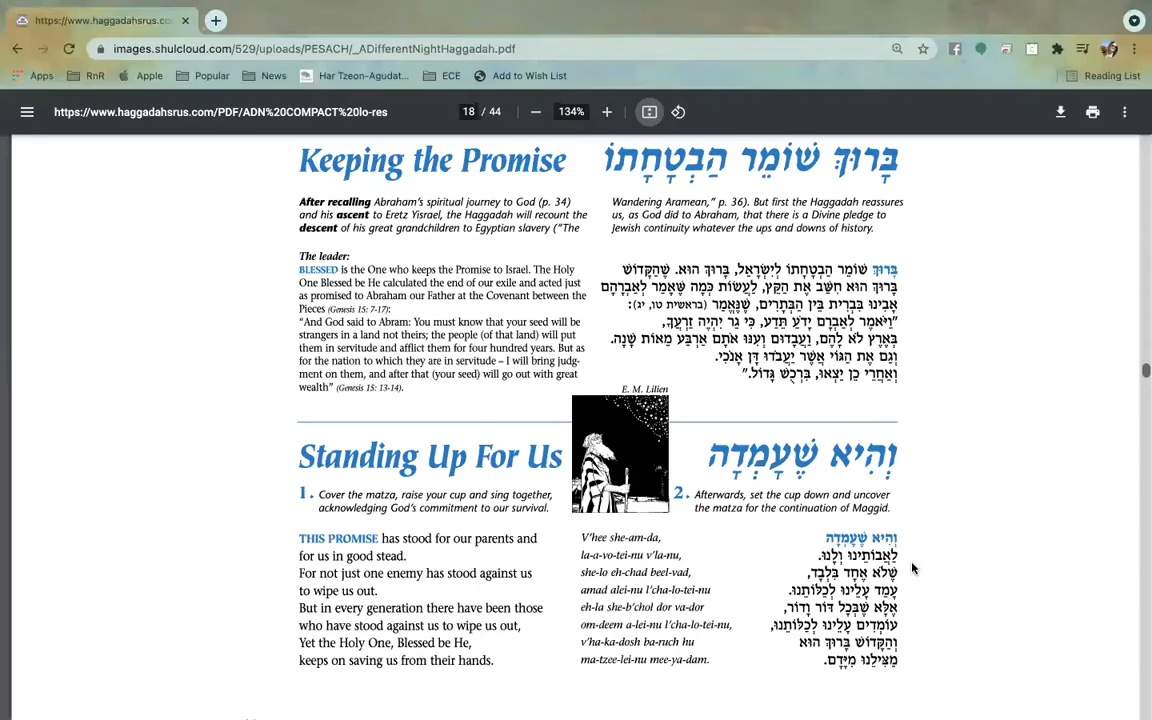 https://www.haggadahsrus.co
images.shulcloud.com/529/uploads/PESACH/_ADifferentNightHaggadah.pdf
Apps RnR Apple Popular News Har Tzeon-Agudat... ECE Add to Wish List Reading List
https://www.haggadahsrus.com/PDF/ADN%20COMPACT%20lo-res 18 / 44 134%
Keeping the Promise
בָּרוּךְ שׁוֹמֵר הַבְטָחָתוֹ
After recalling Abraham's spiritual journey to God (p. 34)
and his ascent to Eretz Yisrael, the Haggadah will recount the
descent of his great grandchildren to Egyptian slavery ("The
Wandering Aramean," p. 36). But first the Haggadah reassures
us, as God did to Abraham, that there is a Divine pledge to
Jewish continuity whatever the ups and downs of history.
The leader:
BLESSED is the One who keeps the Promise to Israel. The Holy
One Blessed be He calculated the end of our exile and acted just
as promised to Abraham our Father at the Covenant between the
Pieces (Genesis 15: 7-17):
"And God said to Abram: You must know that your seed will be
strangers in a land not theirs; the people (of that land) will put
them in servitude and afflict them for four hundred years. But as
for the nation to which they are in servitude – I will bring judg-
ment on them, and after that (your seed) will go out with great
wealth" (Genesis 15: 13-14).
בָּרוּךְ שׁוֹמֵר הַבְטָחָתוֹ לְיִשְׂרָאֵל, בָּרוּךְ הוּא. שֶׁהַקָּדוֹשׁ
בָּרוּךְ הוּא חִשַּׁב אֶת הַקֵּץ, לַעֲשׂוֹת כְּמָה שֶׁאָמַר לְאַבְרָהָם
אָבִינוּ בִּבְרִית בֵּין הַבְּתָרִים, שֶׁנֶּאֱמַר (בראשית טו, יג):
"וַיֹּאמֶר לְאַבְרָם יָדֹעַ תֵּדַע, כִּי גֵר יִהְיֶה זַרְעֲךָ,
בְּאֶרֶץ לֹא לָהֶם, וַעֲבָדוּם וְעִנּוּ אֹתָם אַרְבַּע מֵאוֹת שָׁנָה.
וְגַם אֶת הַגּוֹי אֲשֶׁר יַעֲבֹדוּ דָּן אָנֹכִי.
וְאַחֲרֵי כֵן יֵצְאוּ, בִּרְכֻשׁ גָּדוֹל."
E. M. Lilien
Standing Up For Us
וְהִיא שֶׁעָמְדָה
1. Cover the matza, raise your cup and sing together,
acknowledging God's commitment to our survival.
2. Afterwards, set the cup down and uncover
the matza for the continuation of Maggid.
THIS PROMISE has stood for our parents and
for us in good stead.
For not just one enemy has stood against us
to wipe us out.
But in every generation there have been those
who have stood against us to wipe us out,
Yet the Holy One, Blessed be He,
keeps on saving us from their hands.
V'hee she-am-da,
la-a-vo-tei-nu v'la-nu,
she-lo eh-chad beel-vad,
amad alei-nu l'cha-lo-tei-nu
eh-la she-b'chol dor va-dor
om-deem a-lei-nu l'cha-lo-tei-nu,
v'ha-ka-dosh ba-ruch hu
ma-tzee-lei-nu mee-ya-dam.
וְהִיא שֶׁעָמְדָה
לַאֲבוֹתֵינוּ וְלָנוּ.
שֶׁלֹּא אֶחָד בִּלְבָד,
עָמַד עָלֵינוּ לְכַלּוֹתֵנוּ.
אֶלָּא שֶׁבְּכָל דּוֹר וָדוֹר,
עוֹמְדִים עָלֵינוּ לְכַלּוֹתֵנוּ,
וְהַקָּדוֹשׁ בָּרוּךְ הוּא
מַצִּילֵנוּ מִיָּדָם.